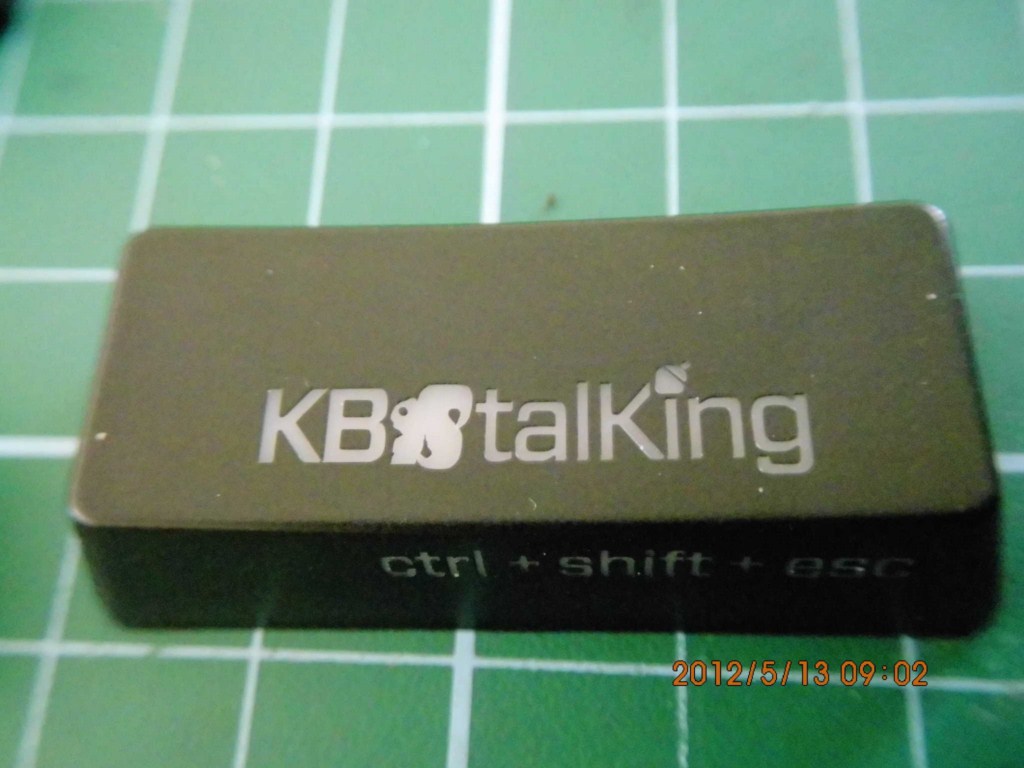 KBtalKing
ctrl + shift + esc
2012/5/13 09:02